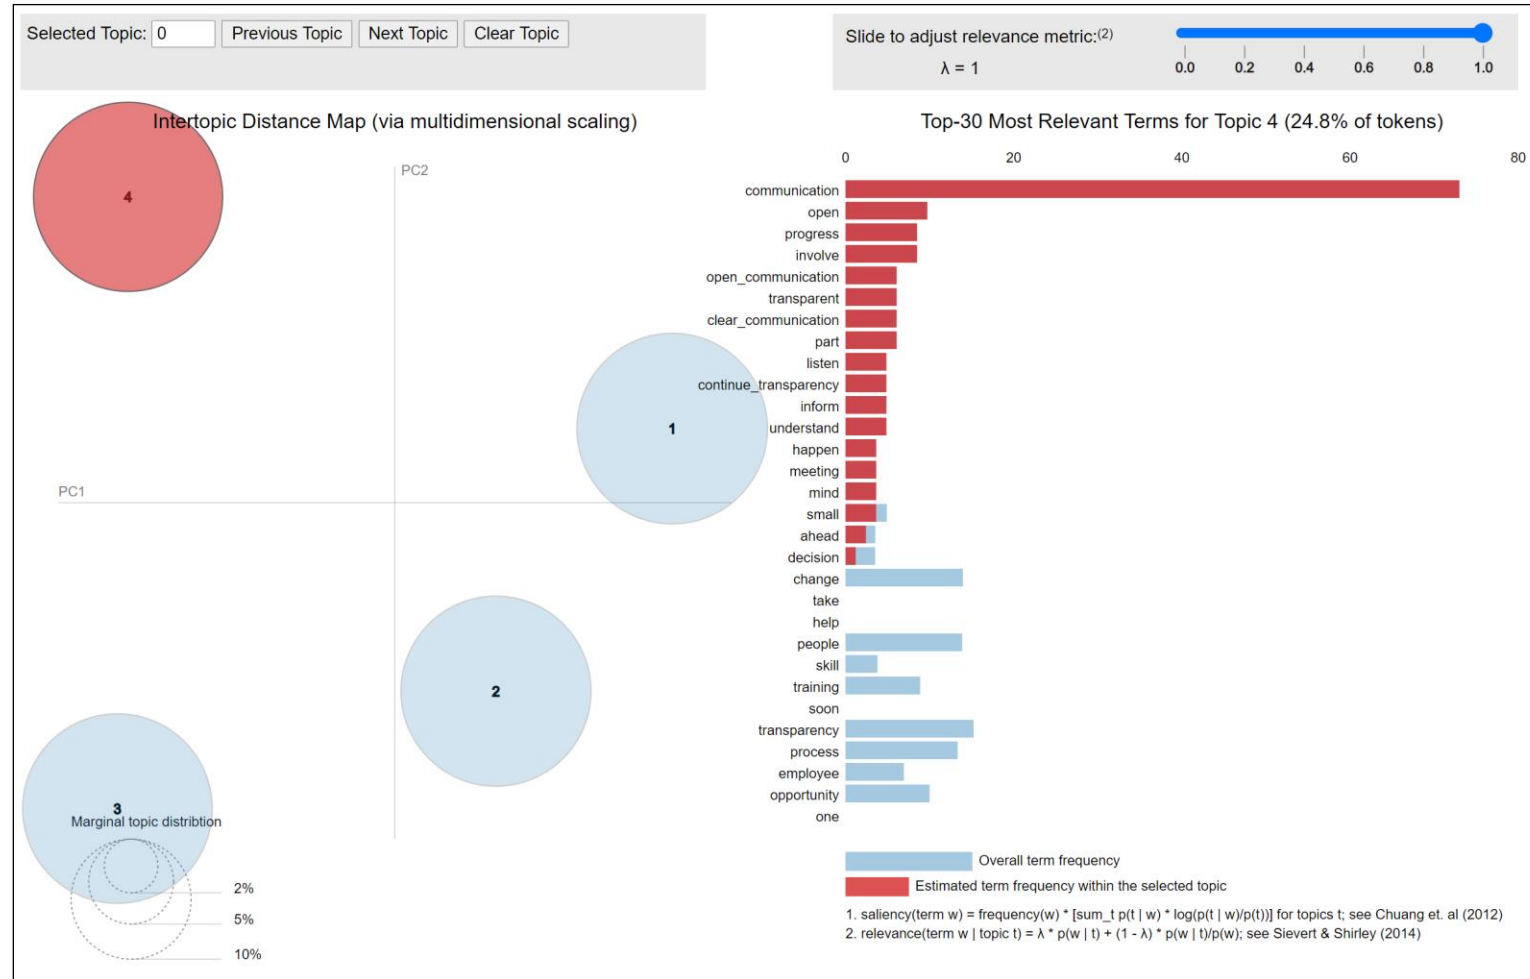 Selected Topic: 0 Previous Topic Next Topic Clear Topic
Slide to adjust relevance metric:(2)
λ = 1
0.0 0.2 0.4 0.6 0.8 1.0
Intertopic Distance Map (via multidimensional scaling)
PC2
PC1
4
1
2
3
Marginal topic distribtion
2%
5%
10%
Top-30 Most Relevant Terms for Topic 4 (24.8% of tokens)
0 20 40 60 80
communication
open
progress
involve
open_communication
transparent
clear_communication
part
listen
continue_transparency
inform
understand
happen
meeting
mind
small
ahead
decision
change
take
help
people
skill
training
soon
transparency
process
employee
opportunity
one
Overall term frequency
Estimated term frequency within the selected topic
1. saliency(term w) = frequency(w) * [sum_t p(t | w) * log(p(t | w)/p(t))] for topics t; see Chuang et. al (2012)
2. relevance(term w | topic t) = λ * p(w | t) + (1 - λ) * p(w | t)/p(w); see Sievert & Shirley (2014)